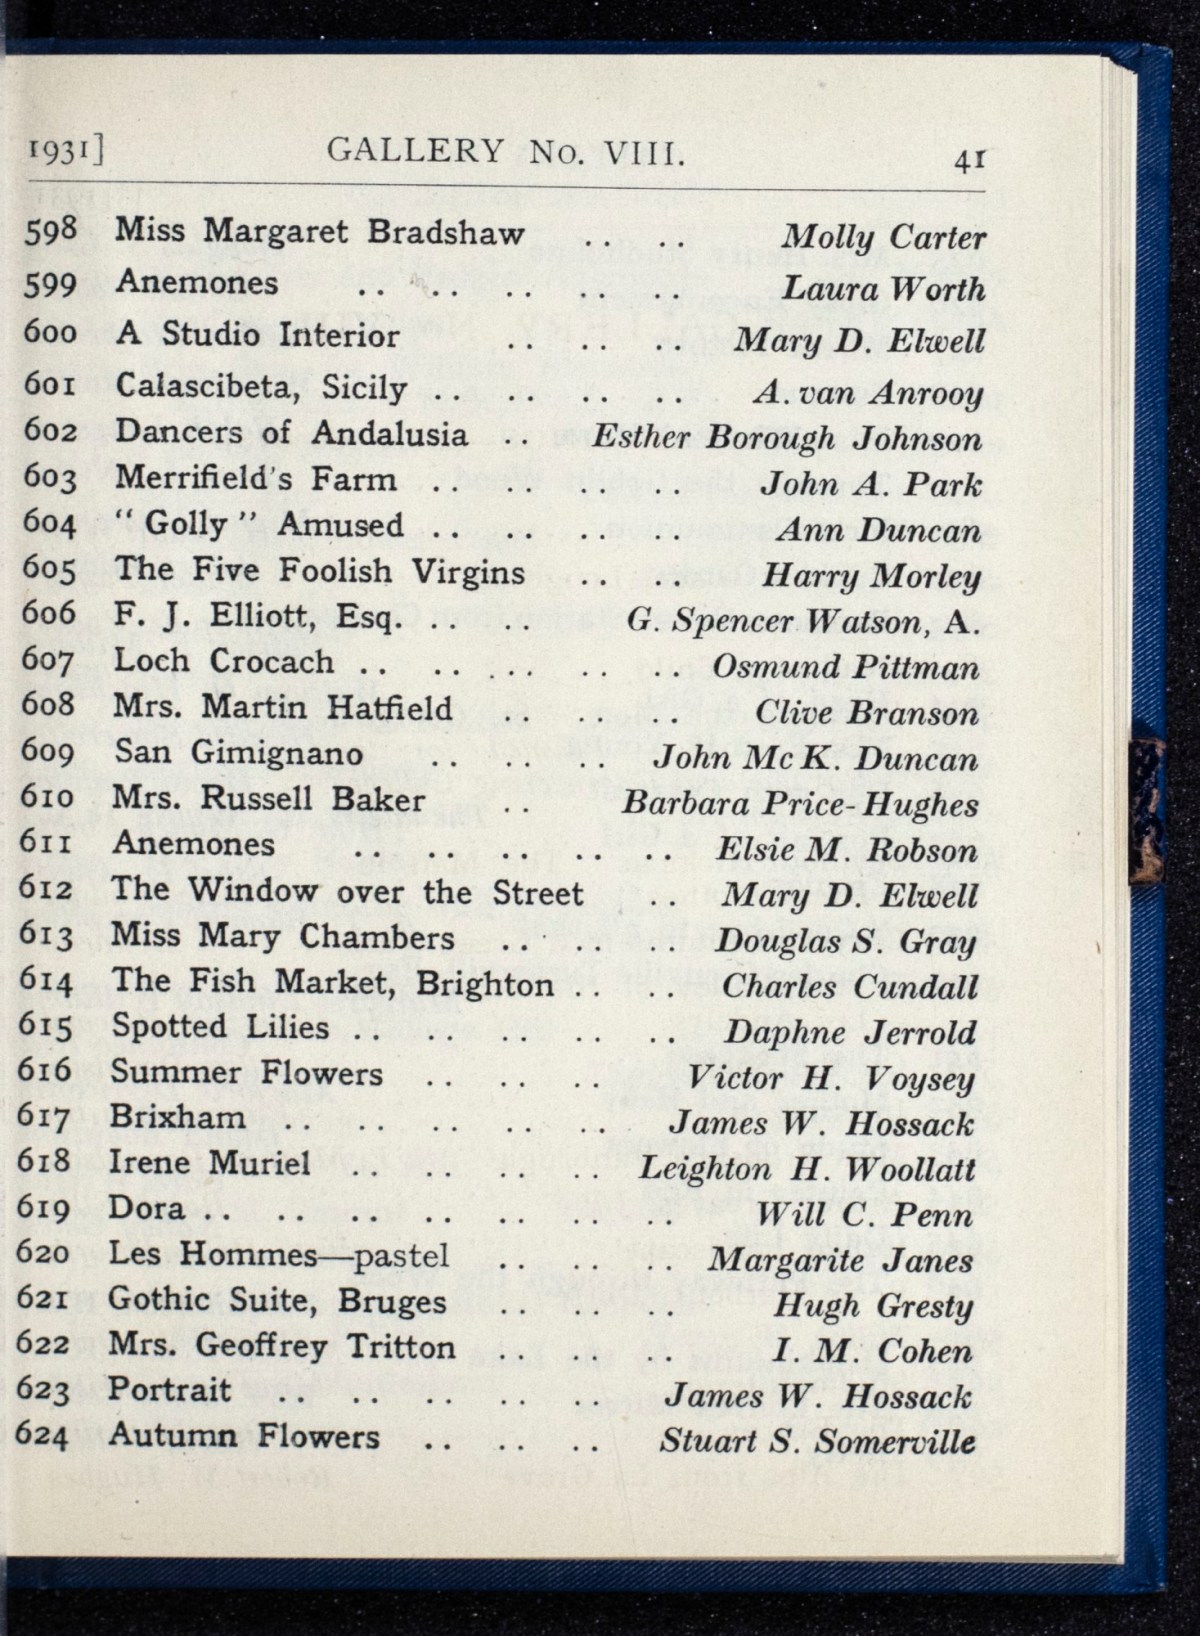 1931] GALLERY No. VIII. 41
598 Miss Margaret Bradshaw .. .. Molly Carter
599 Anemones .. .. .. .. .. Laura Worth
600 A Studio Interior .. .. .. Mary D. Elwell
601 Calascibeta, Sicily .. .. .. .. A. van Anrooy
602 Dancers of Andalusia .. Esther Borough Johnson
603 Merrifield's Farm .. .. .. .. John A. Park
604 "Golly" Amused .. .. .. .. Ann Duncan
605 The Five Foolish Virgins .. .. Harry Morley
606 F. J. Elliott, Esq. .. .. G. Spencer Watson, A.
607 Loch Crocach .. .. ... .. .. Osmund Pittman
608 Mrs. Martin Hatfield .. .. .. Clive Branson
609 San Gimignano .. .. .. John McK. Duncan
610 Mrs. Russell Baker .. Barbara Price-Hughes
611 Anemones .. .. .. .. .. Elsie M. Robson
612 The Window over the Street .. Mary D. Elwell
613 Miss Mary Chambers .. .. .. Douglas S. Gray
614 The Fish Market, Brighton .. .. Charles Cundall
615 Spotted Lilies .. .. .. .. .. Daphne Jerrold
616 Summer Flowers .. .. .. Victor H. Voysey
617 Brixham .. .. .. .. .. James W. Hossack
618 Irene Muriel .. .. .. .. Leighton H. Woollatt
619 Dora .. .. .. .. .. .. .. Will C. Penn
620 Les Hommes—pastel .. .. .. Margarite Janes
621 Gothic Suite, Bruges .. .. .. Hugh Gresty
622 Mrs. Geoffrey Tritton .. .. .. I. M. Cohen
623 Portrait .. .. .. .. .. James W. Hossack
624 Autumn Flowers .. .. .. Stuart S. Somerville